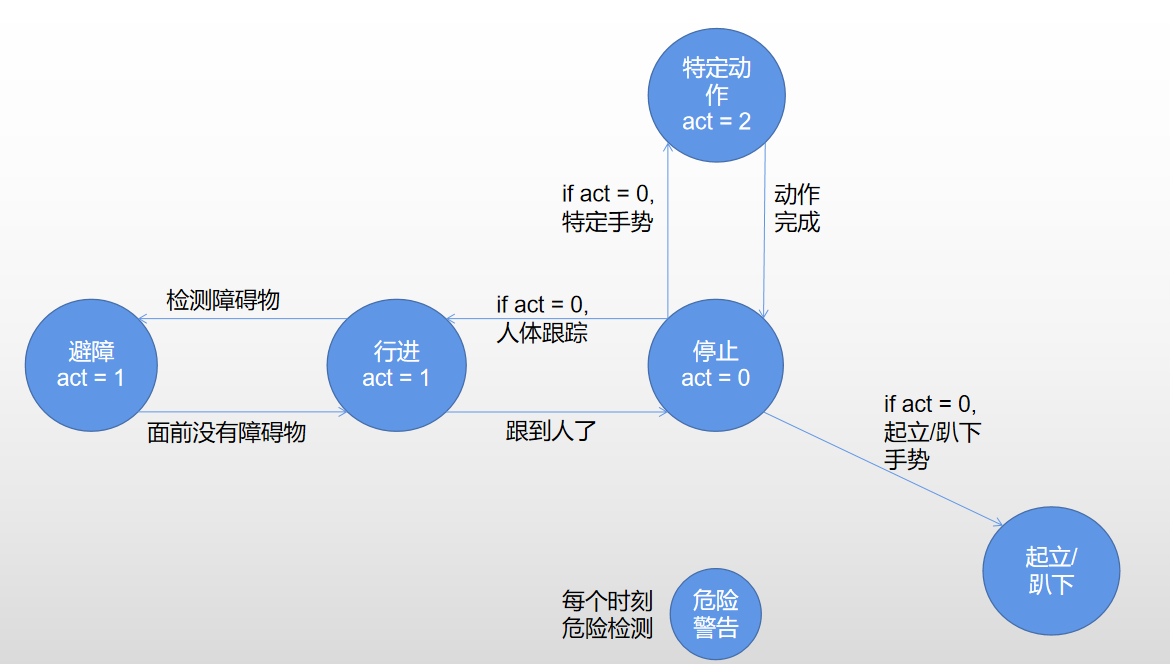 特定动
作
act = 2
if act = 0,
特定手势
动作
完成
检测障碍物
if act = 0,
人体跟踪
避障
act = 1
行进
act = 1
停止
act = 0
面前没有障碍物
跟到人了
if act = 0,
起立/趴下
手势
起立/
趴下
每个时刻
危险检测
危险
警告